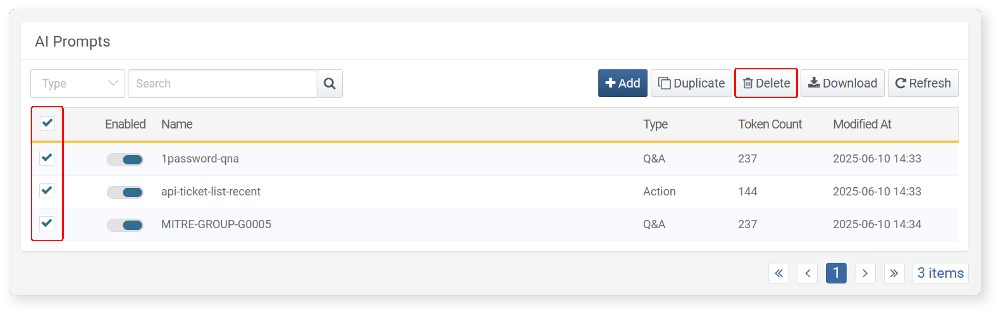 AI Prompts
Type Search Add Duplicate Delete Download Refresh
Enabled Name Type Token Count Modified At
1password-qna Q&A 237 2025-06-10 14:33
api-ticket-list-recent Action 144 2025-06-10 14:33
MITRE-GROUP-G0005 Q&A 237 2025-06-10 14:34
« ‹ 1 › » 3 items